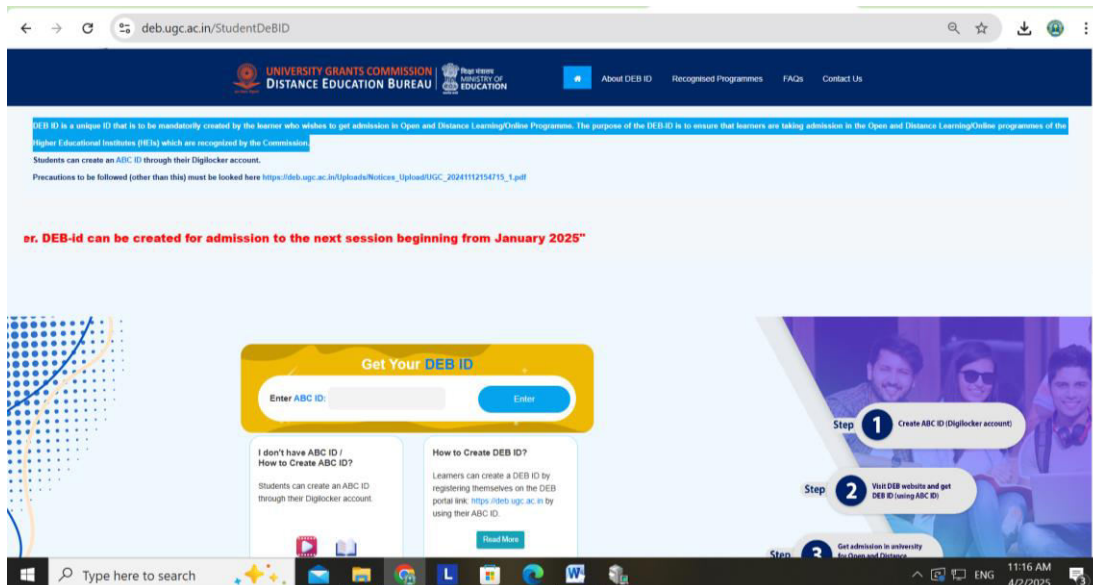 deb.ugc.ac.in/StudentDeBID
UNIVERSITY GRANTS COMMISSION
DISTANCE EDUCATION BUREAU
शिक्षा मंत्रालय
MINISTRY OF
EDUCATION
About DEB ID Recognised Programmes FAQs Contact Us
DEB ID is a unique ID that is to be mandatorily created by the learner who wishes to get admission in Open and Distance Learning/Online Programme. The purpose of the DEB-ID is to ensure that learners are taking admission in the Open and Distance Learning/Online programmes of the
Higher Educational Institutes (HEIs) which are recognized by the Commission.
Students can create an ABC ID through their Digilocker account.
Precautions to be followed (other than this) must be looked here https://deb.ugc.ac.in/Uploads/Notices_Upload/UGC_20241112154715_1.pdf
er. DEB-id can be created for admission to the next session beginning from January 2025"
Get Your DEB ID
Enter ABC ID:
Enter
I don't have ABC ID /
How to Create ABC ID?
Students can create an ABC ID
through their Digilocker account.
How to Create DEB ID?
Learners can create a DEB ID by
registering themselves on the DEB
portal link: https://deb.ugc.ac.in by
using their ABC ID.
Read More
Step 1 Create ABC ID (Digilocker account)
Step 2 Visit DEB website and get
DEB ID (using ABC ID)
Step 3 Get admission in university
for Open and Distance
Type here to search
L
W
ENG
11:16 AM
4/2/2025